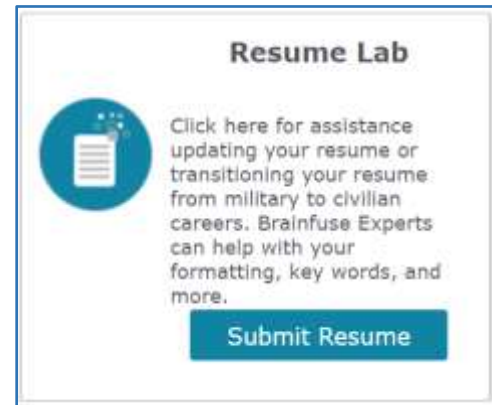 Resume Lab
Click here for assistance
updating your resume or
transitioning your resume
from military to civilian
careers. Brainfuse Experts
can help with your
formatting, key words, and
more.
Submit Resume